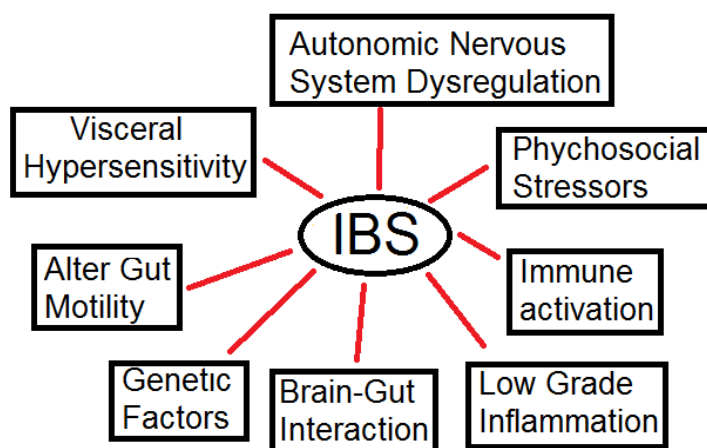 Autonomic Nervous
System Dysregulation
Visceral
Hypersensitivity
Phychosocial
Stressors
IBS
Alter Gut
Motility
Immune
activation
Genetic
Factors
Brain-Gut
Interaction
Low Grade
Inflammation